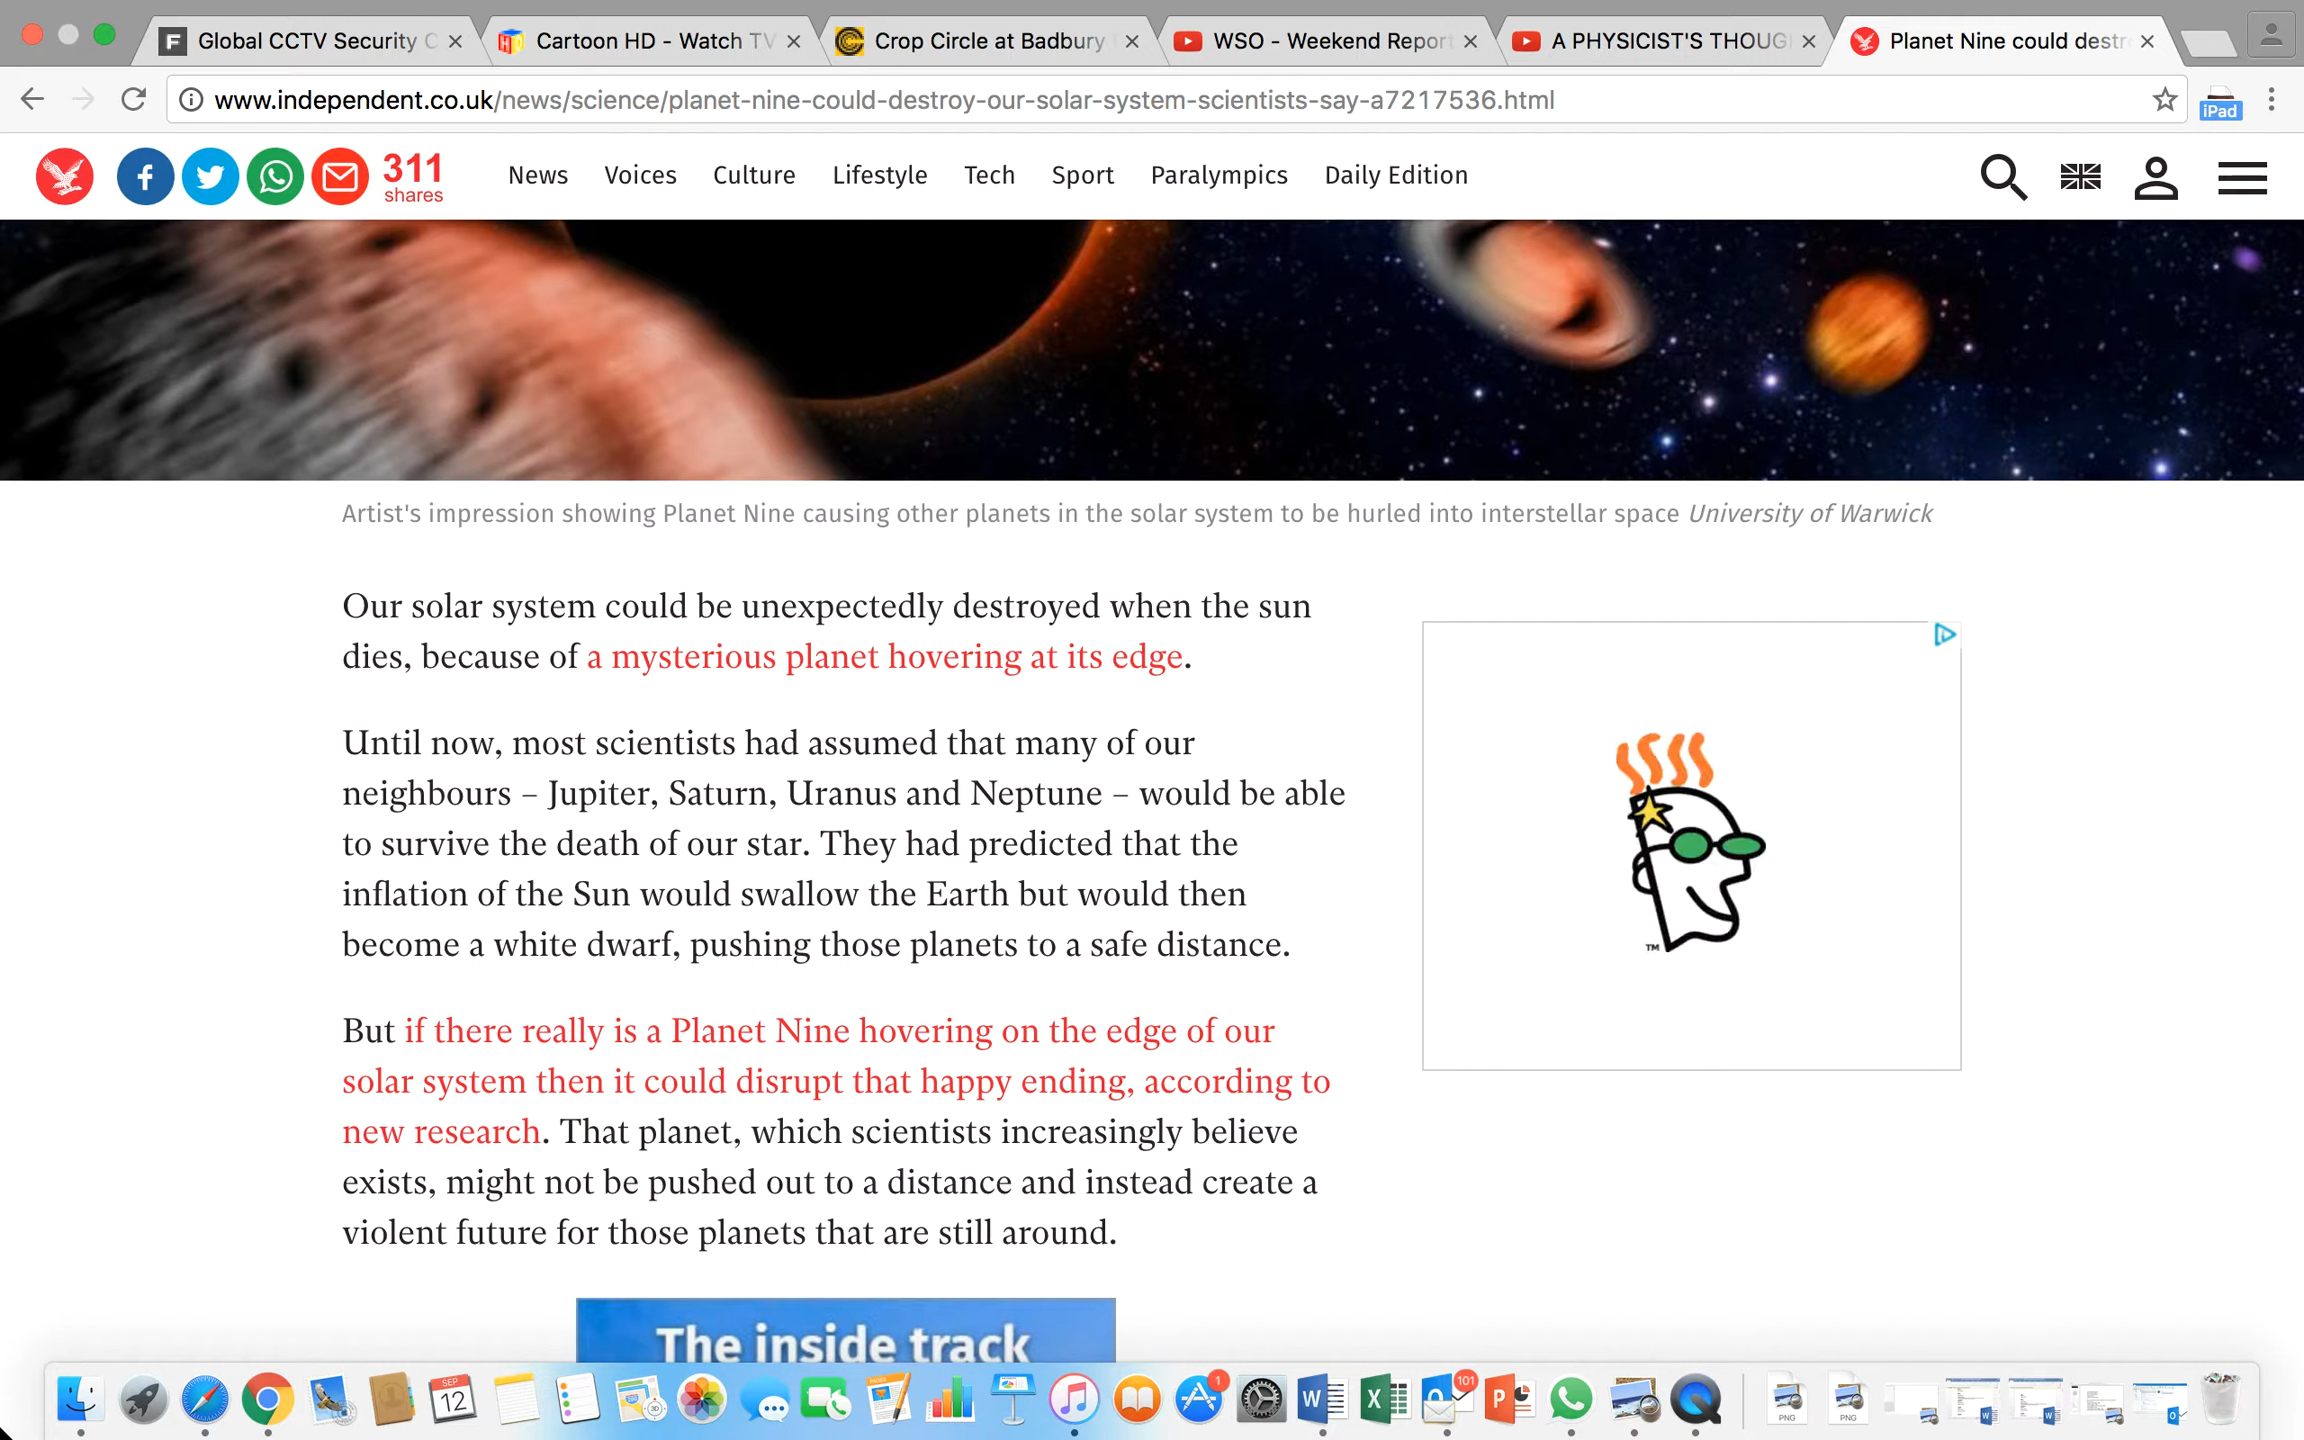 Global CCTV Security C
Cartoon HD - Watch TV
Crop Circle at Badbury
WSO - Weekend Report
A PHYSICIST'S THOUG
Planet Nine could destr
www.independent.co.uk/news/science/planet-nine-could-destroy-our-solar-system-scientists-say-a7217536.html
iPad
311
shares
News
Voices
Culture
Lifestyle
Tech
Sport
Paralympics
Daily Edition
Artist's impression showing Planet Nine causing other planets in the solar system to be hurled into interstellar space University of Warwick
Our solar system could be unexpectedly destroyed when the sun
dies, because of a mysterious planet hovering at its edge.
Until now, most scientists had assumed that many of our
neighbours – Jupiter, Saturn, Uranus and Neptune – would be able
to survive the death of our star. They had predicted that the
inflation of the Sun would swallow the Earth but would then
become a white dwarf, pushing those planets to a safe distance.
TM
But if there really is a Planet Nine hovering on the edge of our
solar system then it could disrupt that happy ending, according to
new research. That planet, which scientists increasingly believe
exists, might not be pushed out to a distance and instead create a
violent future for those planets that are still around.
The inside track
SEP
12
3D
1
101
PNG
PNG